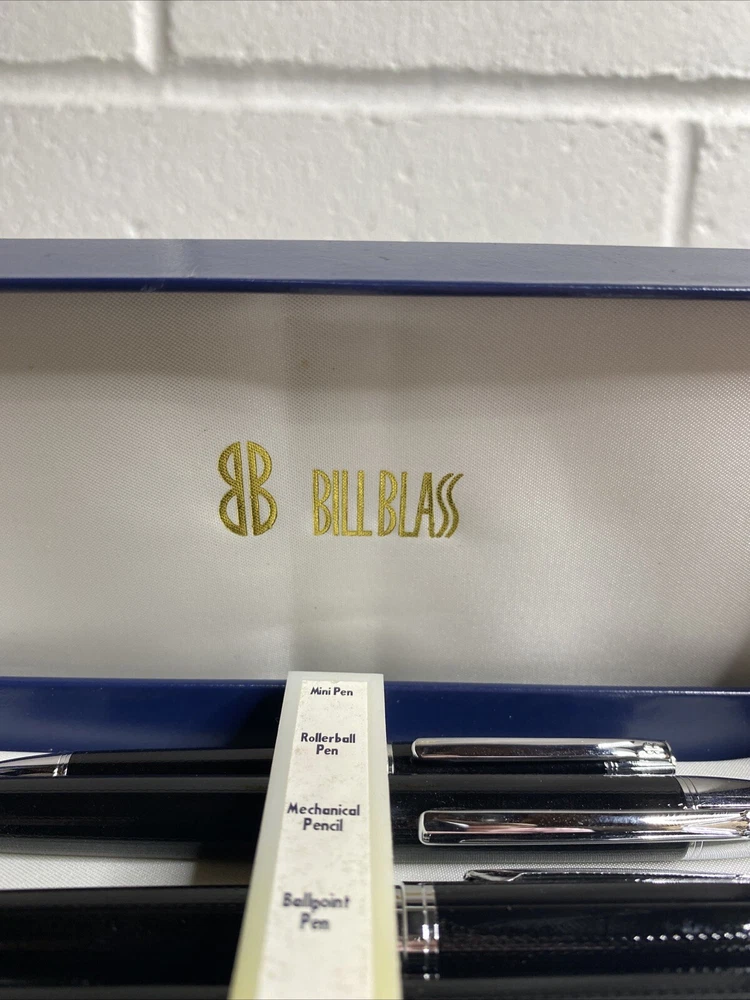 BB BILL BLASS
Mini Pen
Rollerball
Pen
Mechanical
Pencil
Ballpoint
Pen